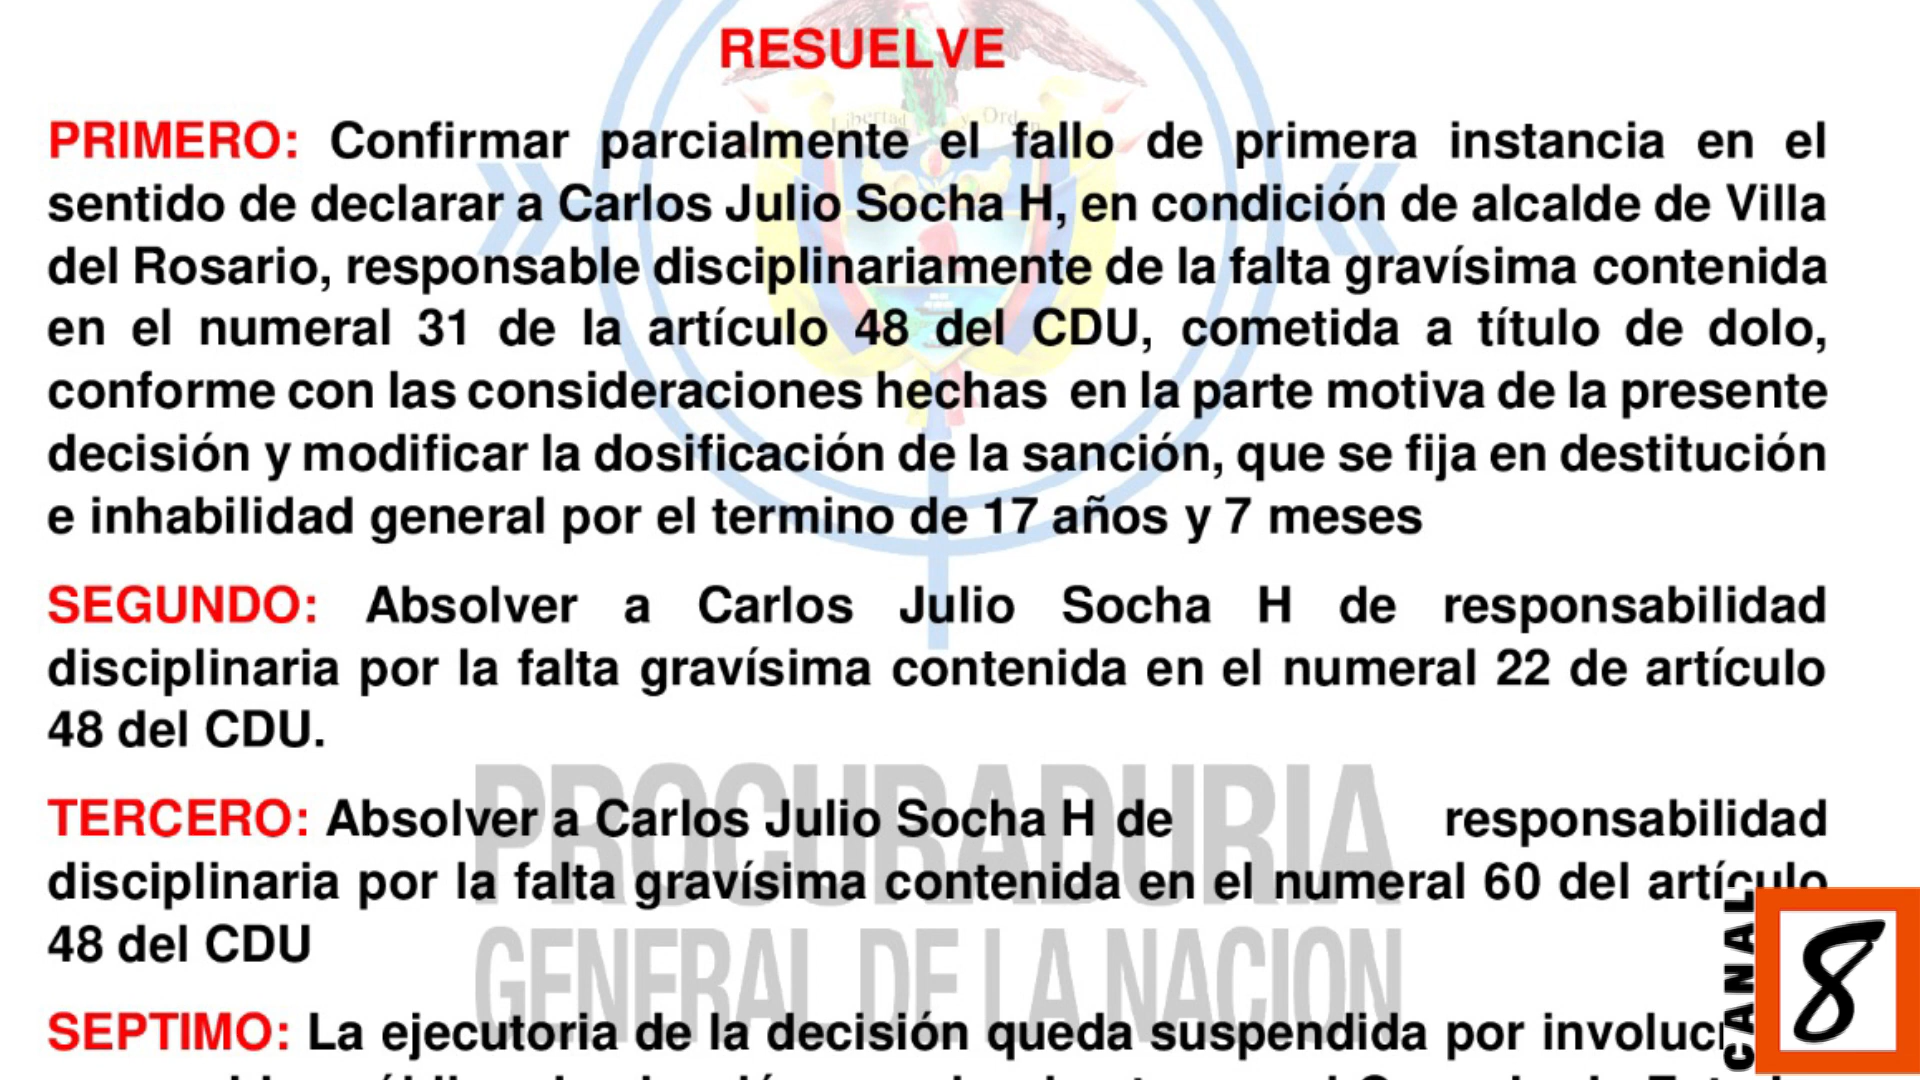 RESUELVE
PRIMERO: Confirmar parcialmente el fallo de primera instancia en el
sentido de declarar a Carlos Julio Socha H, en condición de alcalde de Villa
del Rosario, responsable disciplinariamente de la falta gravísima contenida
en el numeral 31 de la artículo 48 del CDU, cometida a título de dolo,
conforme con las consideraciones hechas en la parte motiva de la presente
decisión y modificar la dosificación de la sanción, que se fija en destitución
e inhabilidad general por el termino de 17 años y 7 meses
SEGUNDO: Absolver a Carlos Julio Socha H de responsabilidad
disciplinaria por la falta gravísima contenida en el numeral 22 de artículo
48 del CDU.
TERCERO: Absolver a Carlos Julio Socha H de responsabilidad
disciplinaria por la falta gravísima contenida en el numeral 60 del artículo
48 del CDU
SEPTIMO: La ejecutoria de la decisión queda suspendida por
Libertad y Orden
PROCURADURIA
GENERAL DE LA NACION
CANAL 8